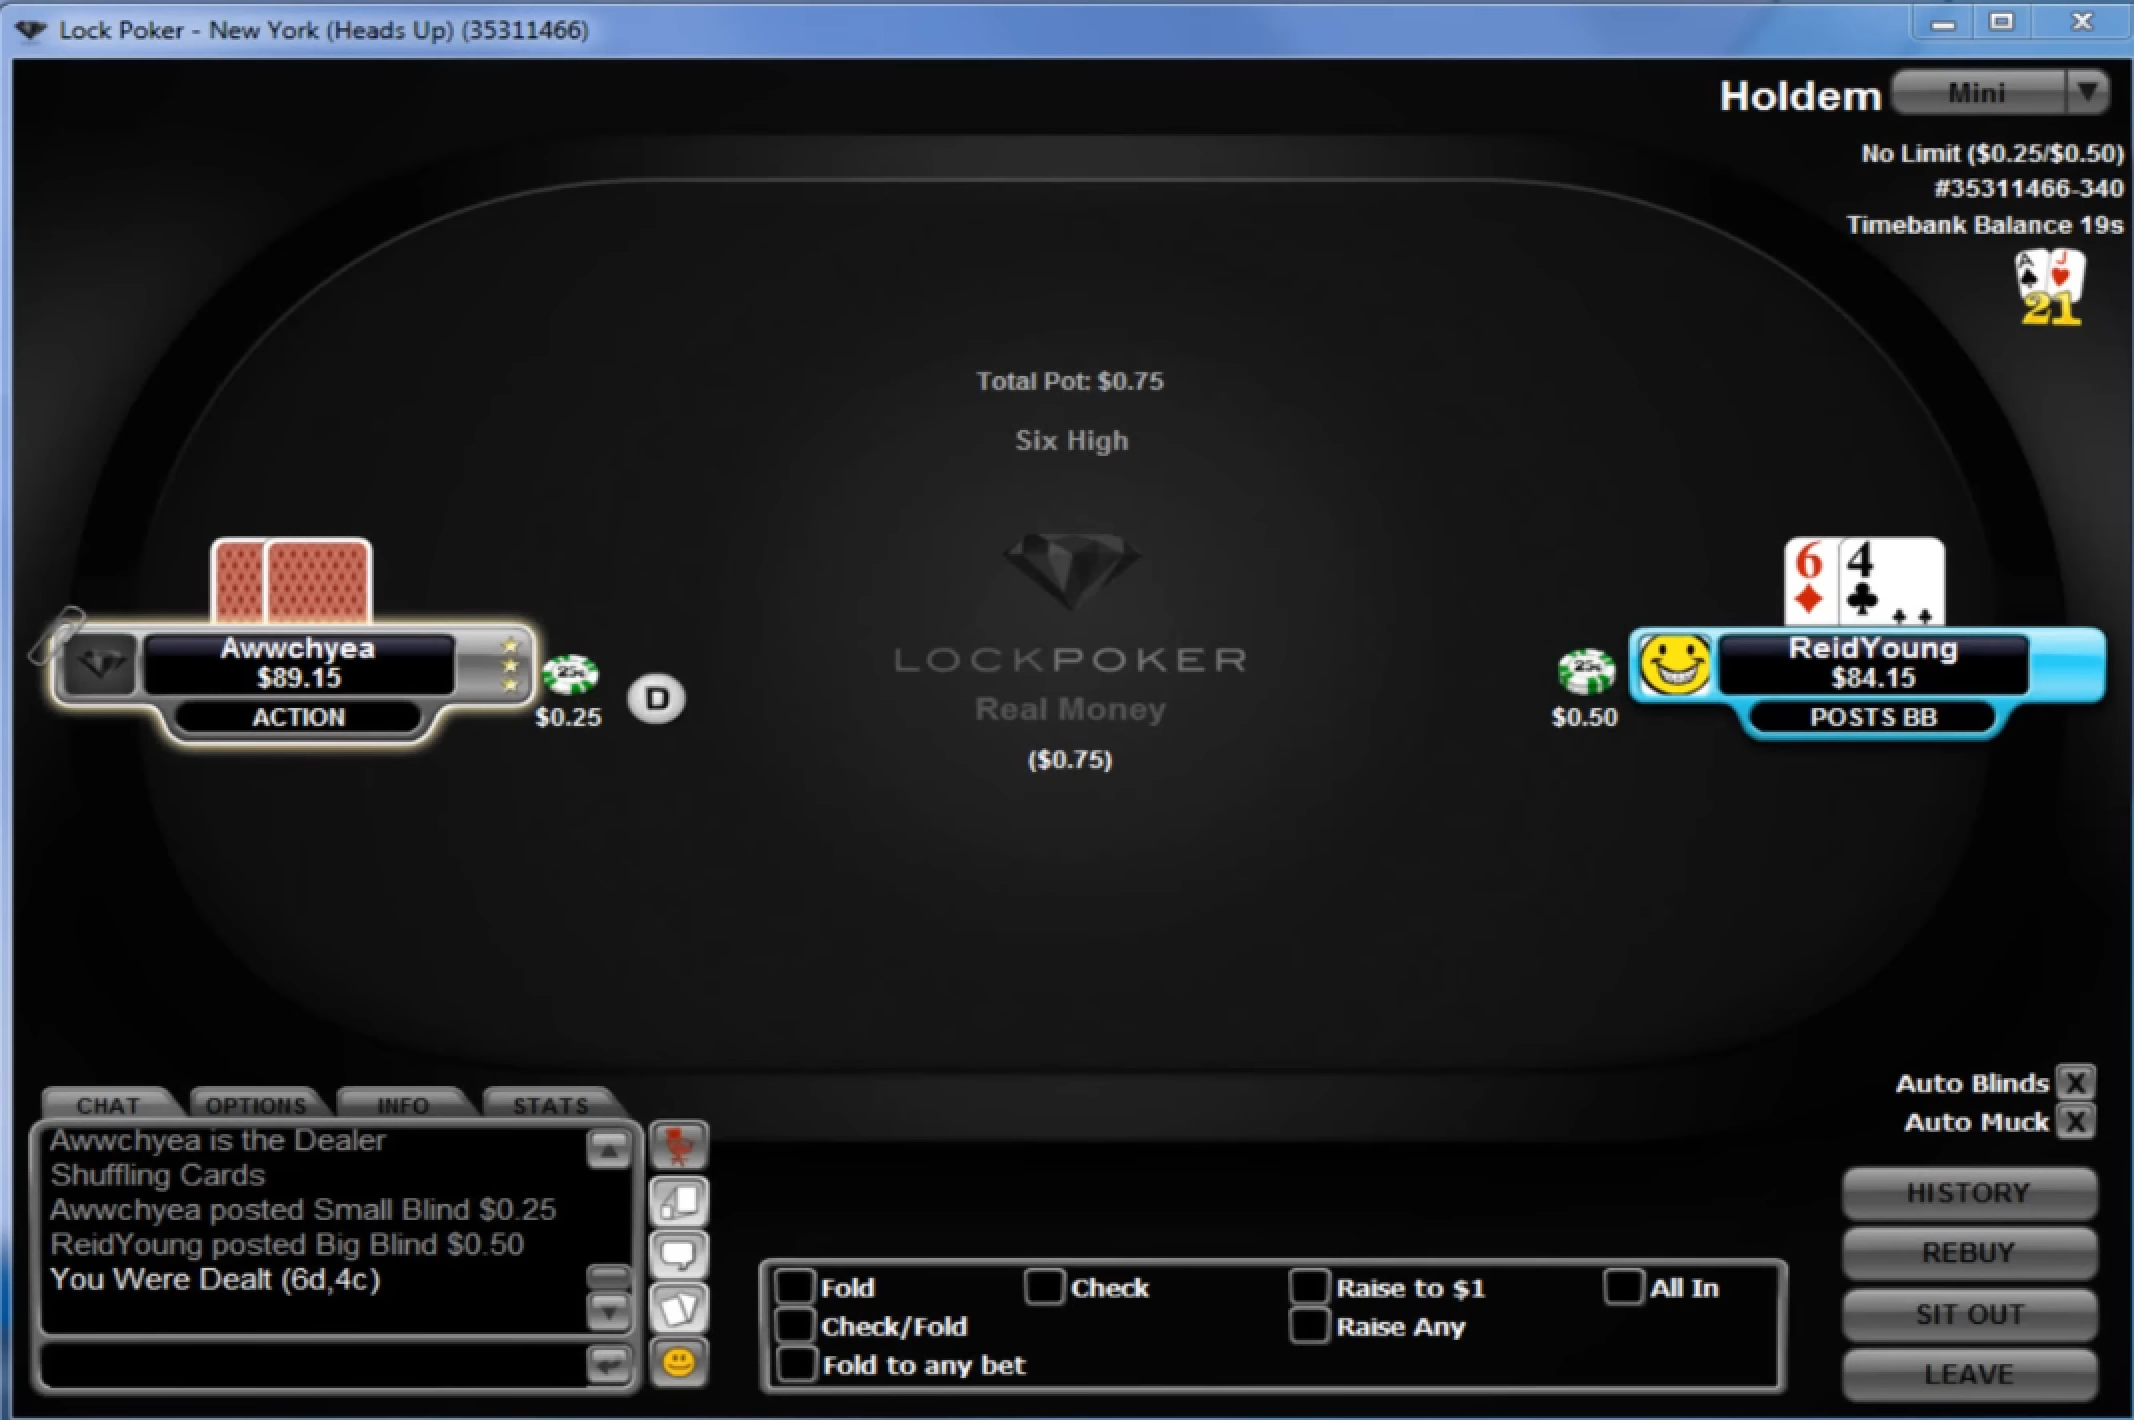 Lock Poker - New York (Heads Up) (35311466)
Holdem Mini
No Limit ($0.25/$0.50)
#35311466-340
Timebank Balance 19s
A J
21
Total Pot: $0.75
Six High
6 4
Awwchyea
$89.15
ACTION
25¢
$0.25
D
LOCKPOKER
Real Money
($0.75)
25¢
$0.50
ReidYoung
$84.15
POSTS BB
Auto Blinds X
Auto Muck X
CHAT OPTIONS INFO STATS
Awwchyea is the Dealer
Shuffling Cards
Awwchyea posted Small Blind $0.25
ReidYoung posted Big Blind $0.50
You Were Dealt (6d,4c)
Fold Check Raise to $1 All In
Check/Fold Raise Any
Fold to any bet
HISTORY
REBUY
SIT OUT
LEAVE